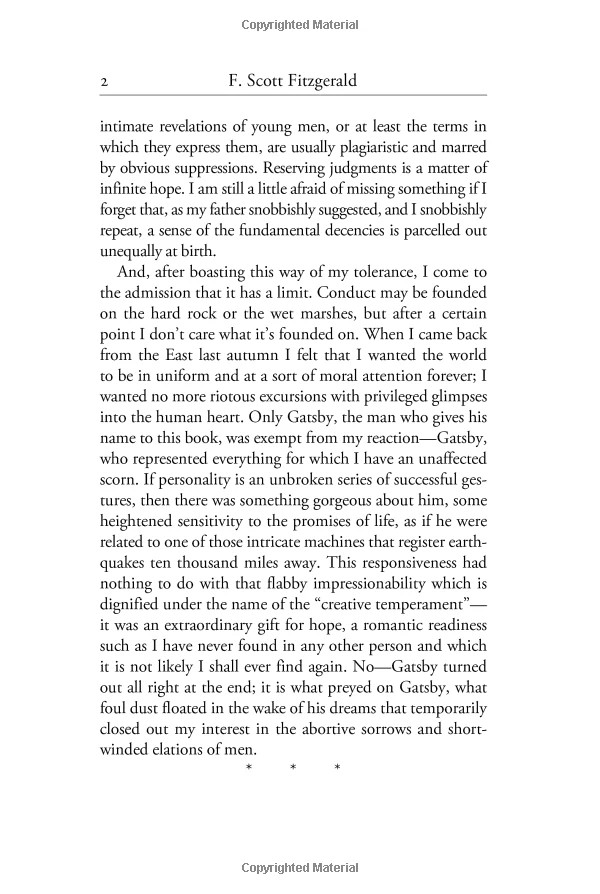 Copyrighted Material
2 F. Scott Fitzgerald
intimate revelations of young men, or at least the terms in
which they express them, are usually plagiaristic and marred
by obvious suppressions. Reserving judgments is a matter of
infinite hope. I am still a little afraid of missing something if I
forget that, as my father snobbishly suggested, and I snobbishly
repeat, a sense of the fundamental decencies is parcelled out
unequally at birth.
And, after boasting this way of my tolerance, I come to
the admission that it has a limit. Conduct may be founded
on the hard rock or the wet marshes, but after a certain
point I don’t care what it’s founded on. When I came back
from the East last autumn I felt that I wanted the world
to be in uniform and at a sort of moral attention forever; I
wanted no more riotous excursions with privileged glimpses
into the human heart. Only Gatsby, the man who gives his
name to this book, was exempt from my reaction—Gatsby,
who represented everything for which I have an unaffected
scorn. If personality is an unbroken series of successful ges-
tures, then there was something gorgeous about him, some
heightened sensitivity to the promises of life, as if he were
related to one of those intricate machines that register earth-
quakes ten thousand miles away. This responsiveness had
nothing to do with that flabby impressionability which is
dignified under the name of the “creative temperament”—
it was an extraordinary gift for hope, a romantic readiness
such as I have never found in any other person and which
it is not likely I shall ever find again. No—Gatsby turned
out all right at the end; it is what preyed on Gatsby, what
foul dust floated in the wake of his dreams that temporarily
closed out my interest in the abortive sorrows and short-
winded elations of men.
* * *
Copyrighted Material